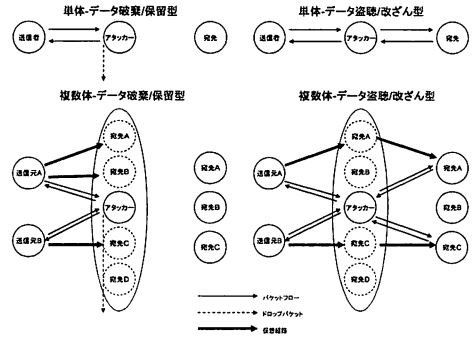 単体-データ破棄/保留型
単体-データ盗聴/改ざん型
送信者
アタッカー
宛先
送信者
アタッカー
宛先
複数体-データ破棄/保留型
複数体-データ盗聴/改ざん型
宛先A
宛先B
送信元A
アタッカー
送信元B
宛先C
宛先D
宛先A
宛先B
宛先C
宛先A
宛先B
送信元A
アタッカー
送信元B
宛先C
宛先D
宛先A
宛先B
宛先C
パケットフロー
ドロップパケット
仮想経路